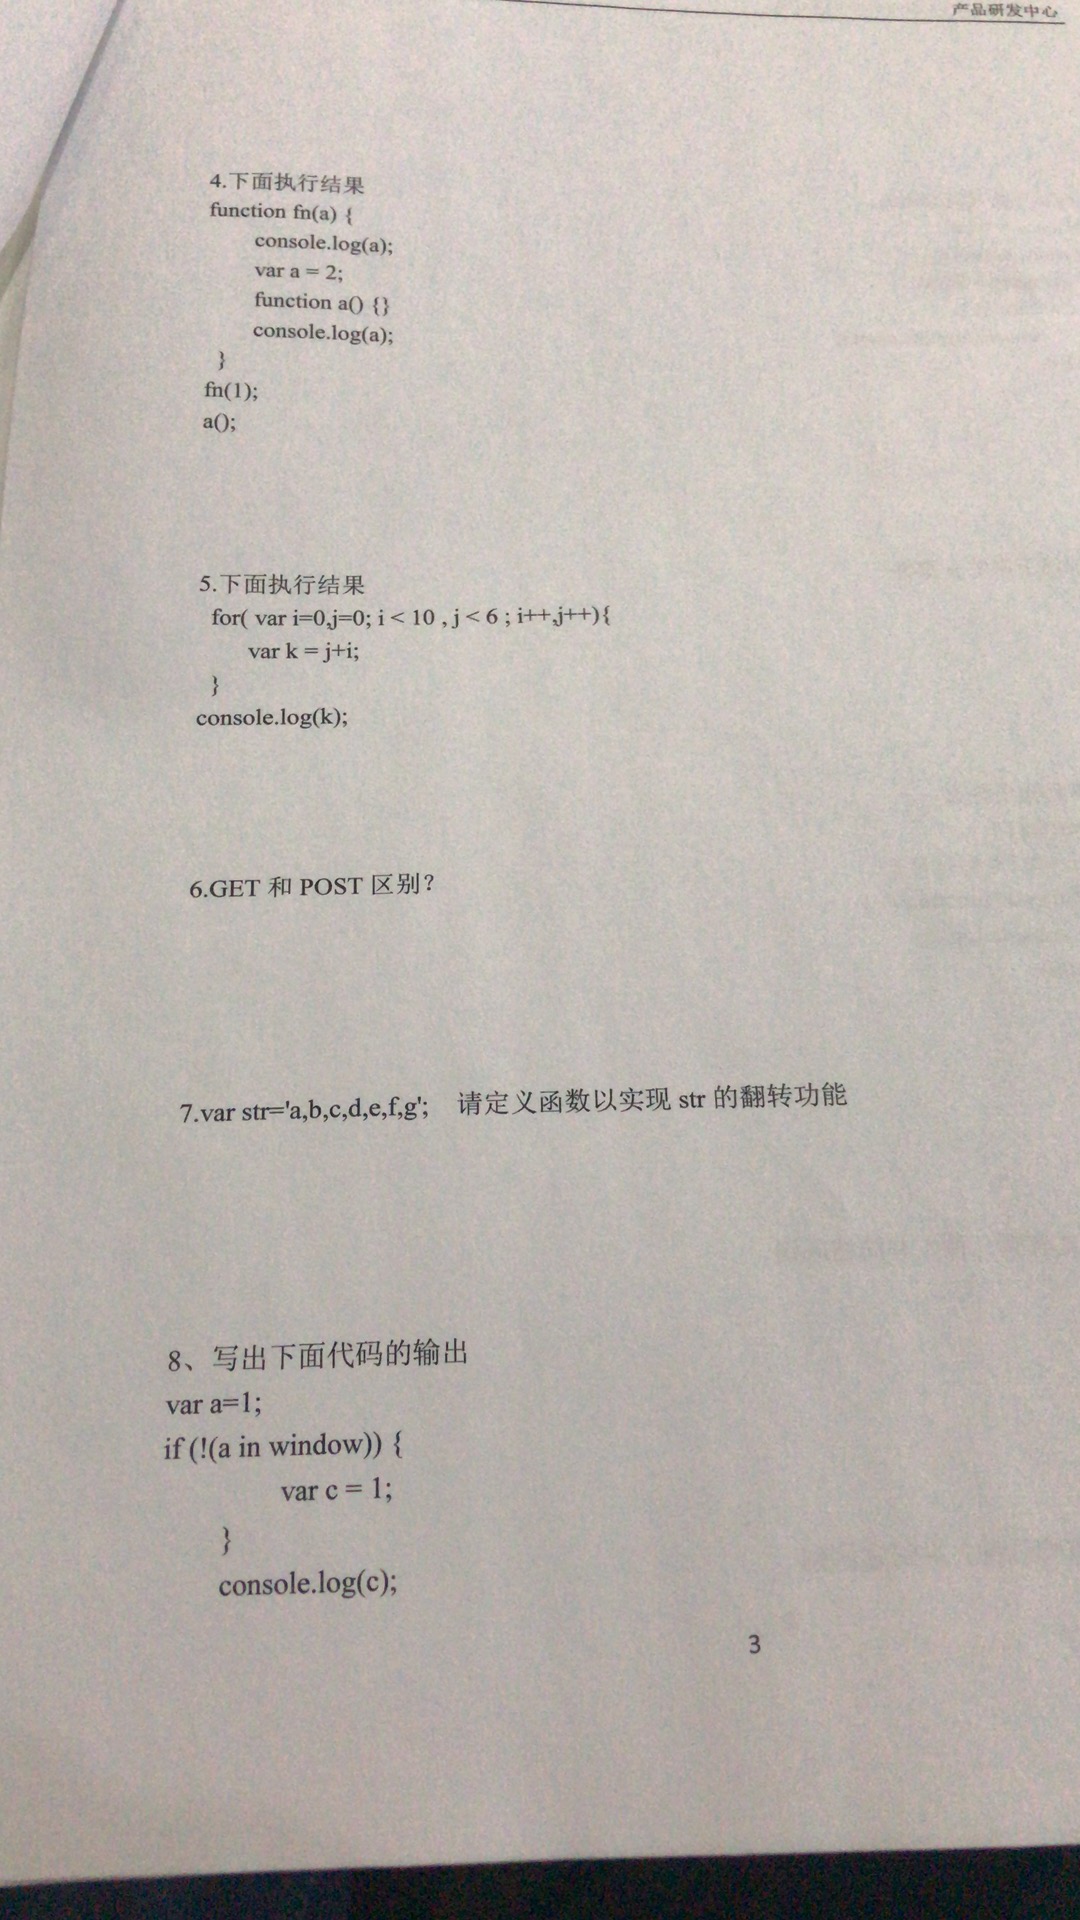 产品研发中心
4.下面执行结果
function fn(a) {
console.log(a);
var a = 2;
function a() {}
console.log(a);
}
fn(1);
a();
5.下面执行结果
for( var i=0,j=0; i < 10 , j < 6 ; i++,j++){
var k = j+i;
}
console.log(k);
6.GET 和 POST 区别?
7.var str='a,b,c,d,e,f,g'; 请定义函数以实现 str 的翻转功能
8、写出下面代码的输出
var a=1;
if (!(a in window)) {
var c = 1;
}
console.log(c);
3